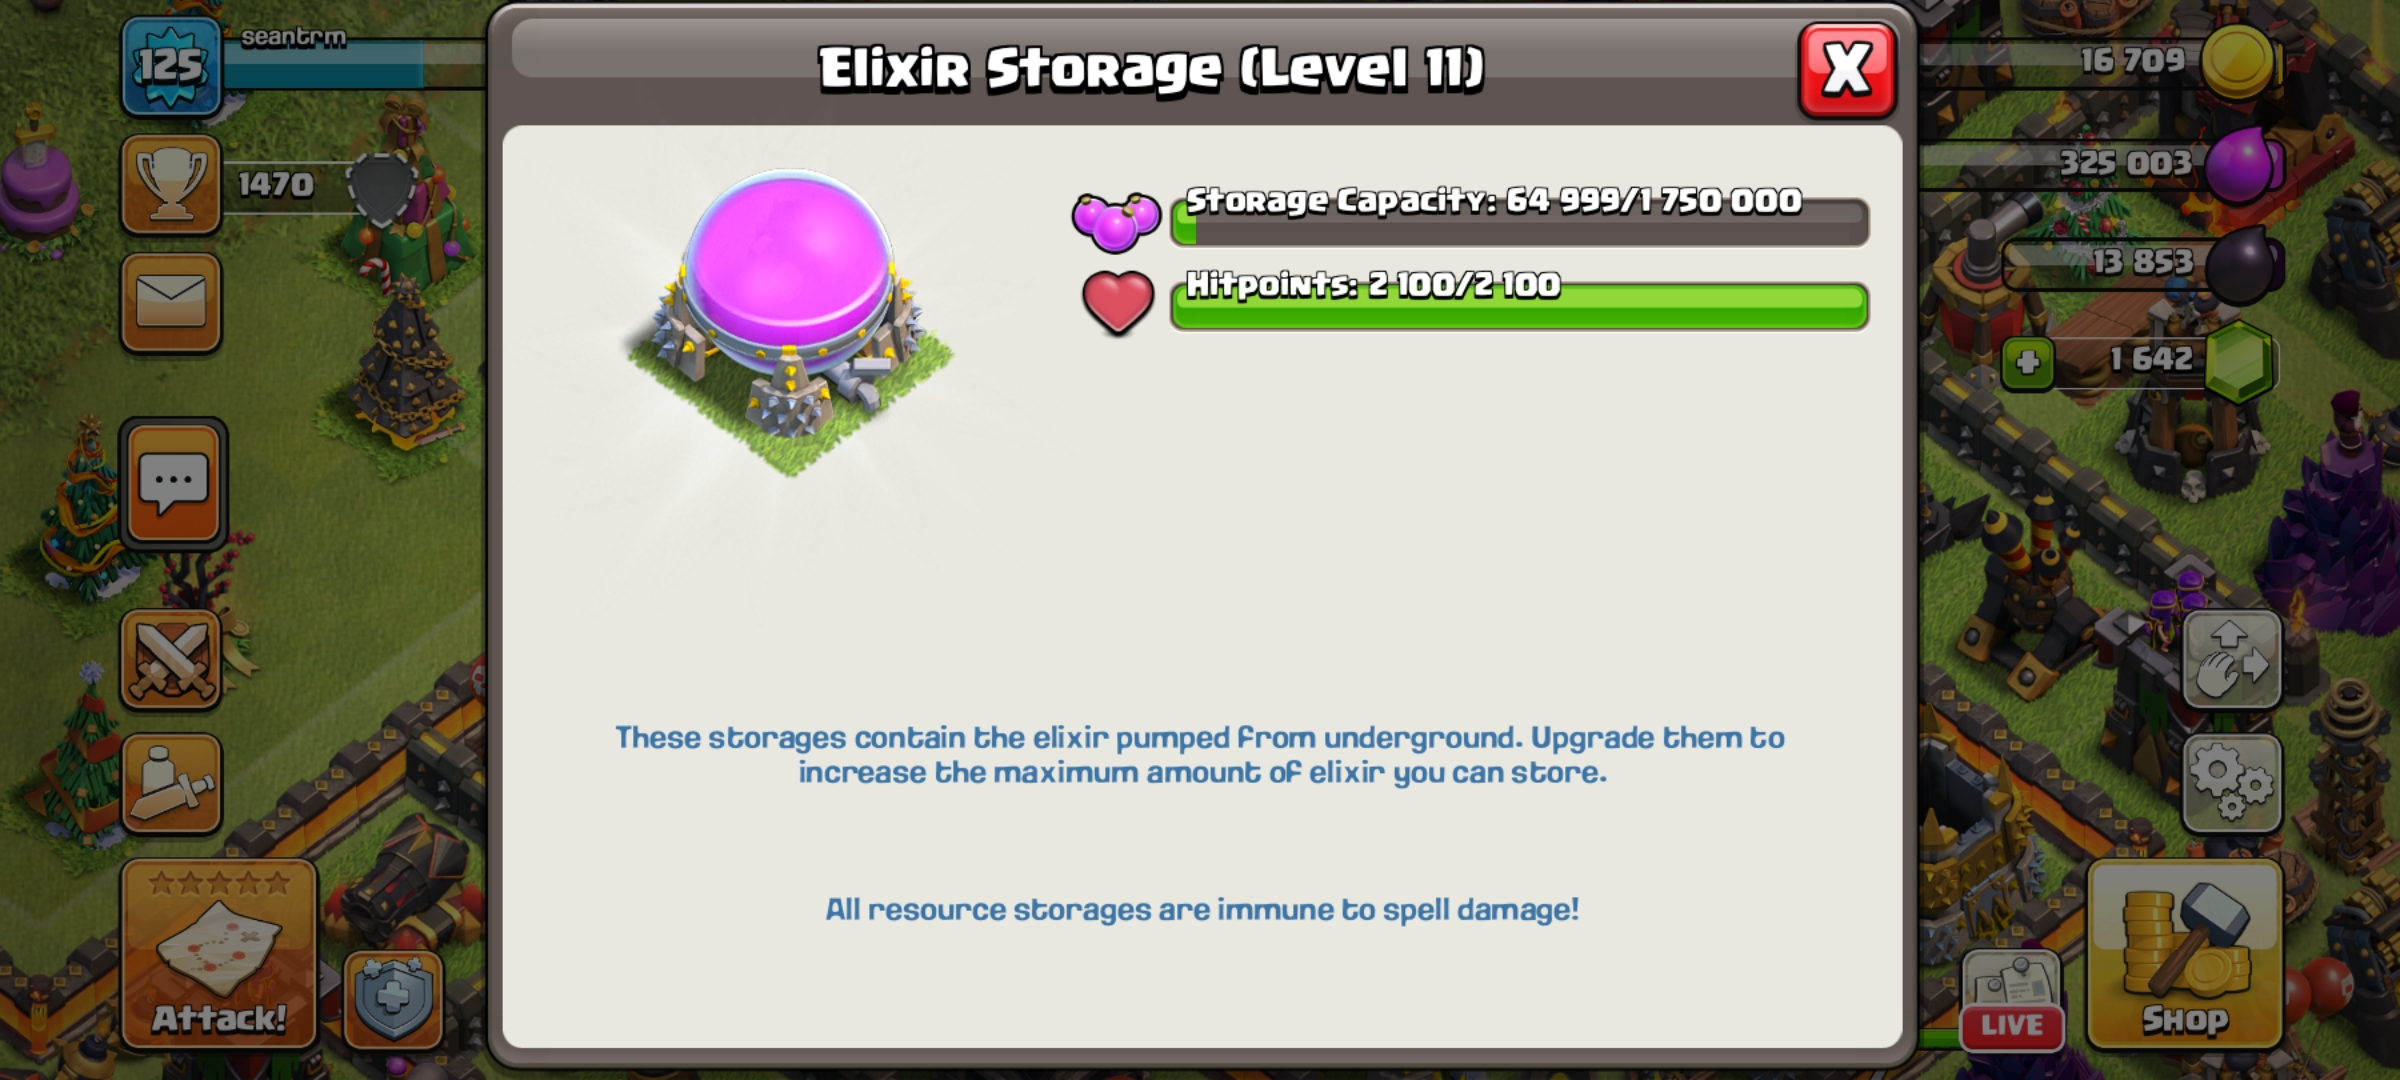 125
seantrm
Elixir Storage (Level 11)
X
16 709
1470
Storage Capacity: 64 999/1 750 000
325 003
Hitpoints: 2 100/2 100
13 853
1 642
These storages contain the elixir pumped from underground. Upgrade them to
increase the maximum amount of elixir you can store.
All resource storages are immune to spell damage!
Attack!
LIVE
Shop